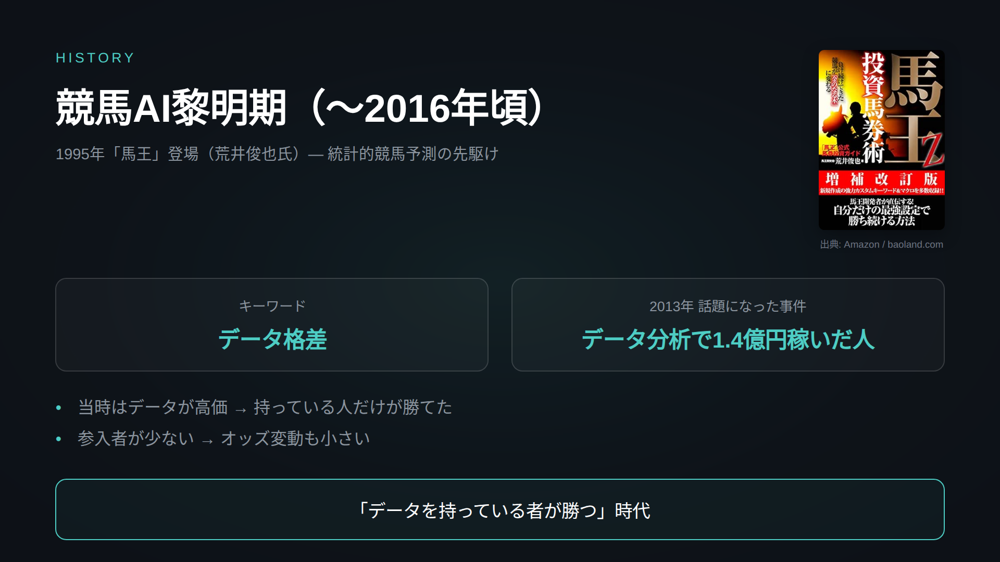 HISTORY
競馬AI黎明期（〜2016年頃）
1995年「馬王」登場（荒井俊也氏）— 統計的競馬予測の先駆け
馬王Z
投資馬券術
負け続けてきた
競馬が「金のなる木」
に変わる
「馬王」公式
馬券投資ガイド
荒井俊也
増補改訂版
新規作成の強力カスタムキーワード&マクロを多数収録!!
馬王開発者が直伝する!
自分だけの最強設定で
勝ち続ける方法
出典: Amazon / baoland.com
キーワード
データ格差
2013年 話題になった事件
データ分析で1.4億円稼いだ人
• 当時はデータが高価 → 持っている人だけが勝てた
• 参入者が少ない → オッズ変動も小さい
「データを持っている者が勝つ」時代